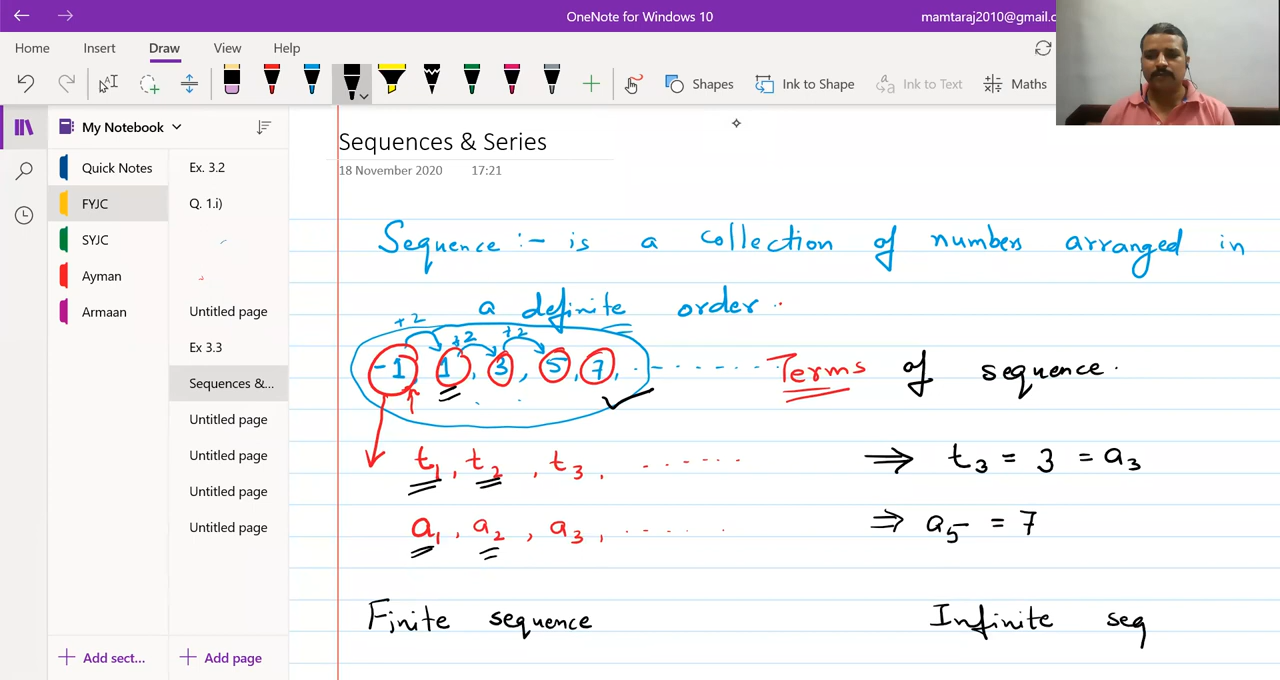 OneNote for Windows 10
mamtaraj2010@gmail.c
Home Insert Draw View Help
Shapes Ink to Shape Ink to Text Maths
My Notebook
Quick Notes
FYJC
SYJC
Ayman
Armaan
Add sect...
Ex. 3.2
Q. 1.i)
Untitled page
Ex 3.3
Sequences &...
Untitled page
Untitled page
Untitled page
Untitled page
Add page
Sequences & Series
18 November 2020 17:21
Sequence :- is a collection of numbers arranged in
a definite order.
+2 +2 +2
-1, 1, 3, 5, 7, ......... Terms of sequence.
t₁, t₂, t₃, ....... ⇒ t₃ = 3 = a₃
a₁, a₂, a₃, ....... ⇒ a₅ = 7
Finite sequence Infinite seq